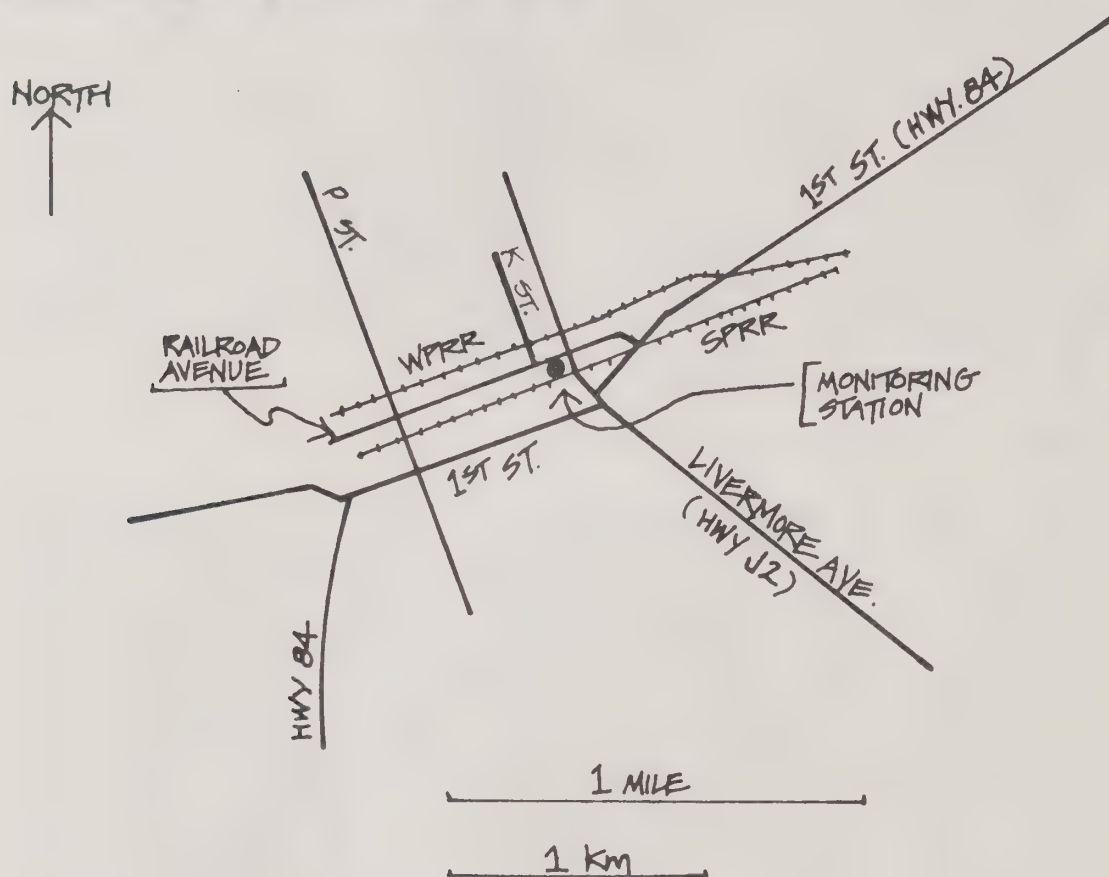 NORTH
1ST ST. (HWY. 84)
P ST.
K ST.
RAILROAD
AVENUE
WPRR
SPRR
MONITORING
STATION
1ST ST.
LIVERMORE AVE.
(HWY J2)
HWY 84
1 MILE
1 Km